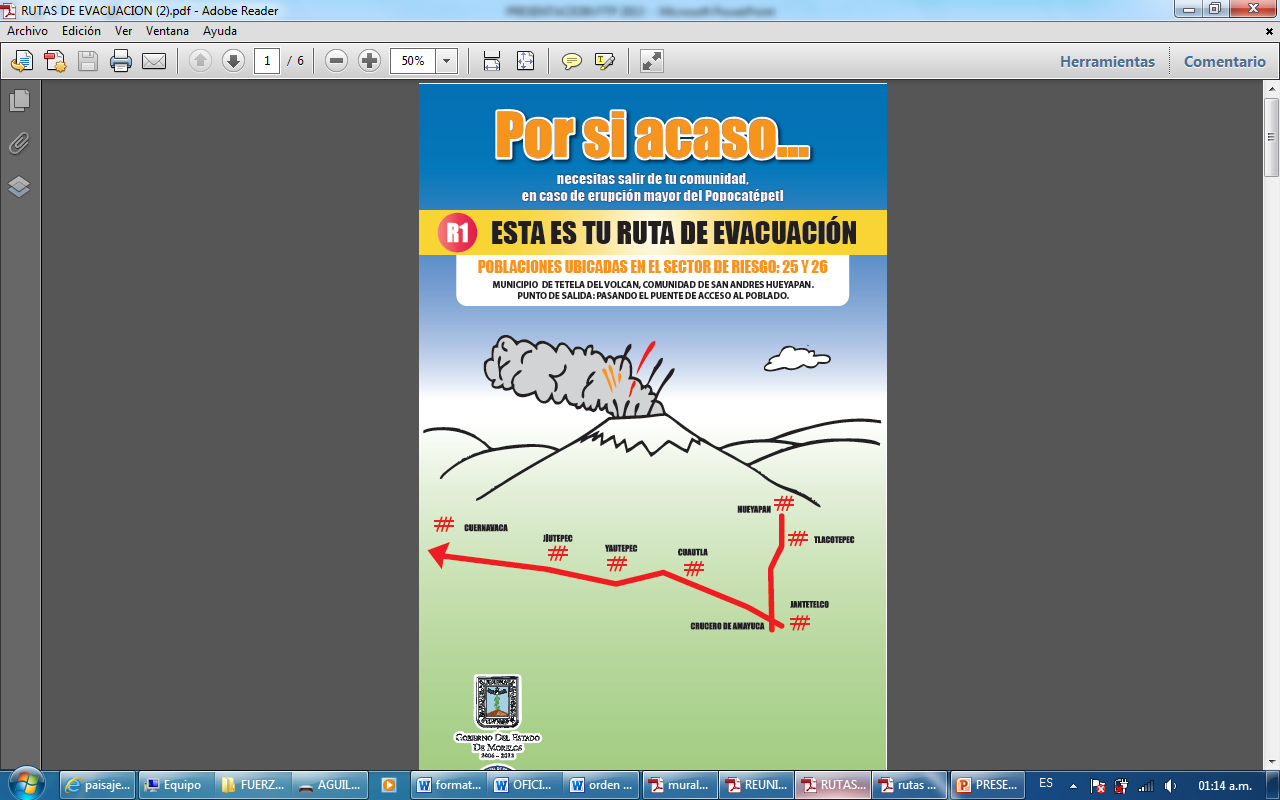 RUTAS DE EVACUACION (2).pdf - Adobe Reader
Archivo Edición Ver Ventana Ayuda
1 / 6 50% Herramientas Comentario
Por si acaso...
necesitas salir de tu comunidad,
en caso de erupción mayor del Popocatépetl
R1 ESTA ES TU RUTA DE EVACUACIÓN
POBLACIONES UBICADAS EN EL SECTOR DE RIESGO: 25 Y 26
MUNICIPIO DE TETELA DEL VOLCAN, COMUNIDAD DE SAN ANDRES HUEYAPAN.
PUNTO DE SALIDA: PASANDO EL PUENTE DE ACCESO AL POBLADO.
HUEYAPAN
CUERNAVACA
JIUTEPEC
TLACOTEPEC
YAUTEPEC
CUAUTLA
JANTETELCO
CRUCERO DE AMAYUCA
GOBIERNO DEL ESTADO
DE MORELOS
2006 - 2012
paisaje... Equipo FUERZ... AGUIL... format... OFICI... orden ... mural... REUNI... RUTAS... rutas ... PRESE... ES 01:14 a.m.